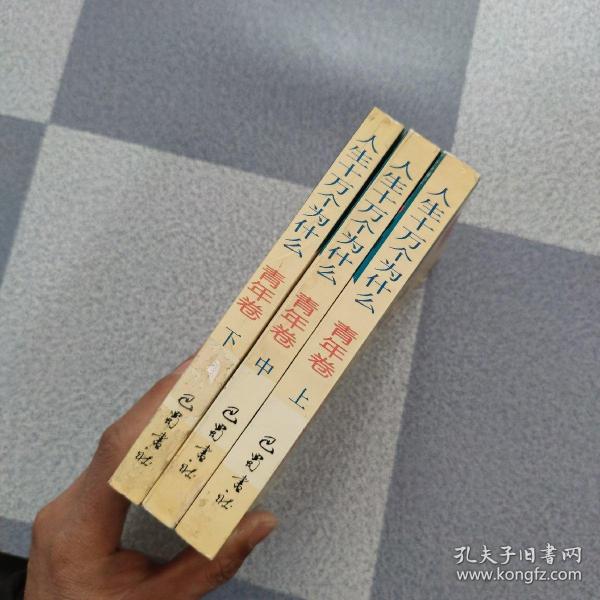 人生十万个为什么
青年卷
下
巴蜀书社
人生十万个为什么
青年卷
中
巴蜀书社
人生十万个为什么
青年卷
上
巴蜀书社
孔夫子旧书网
www.kongfz.com